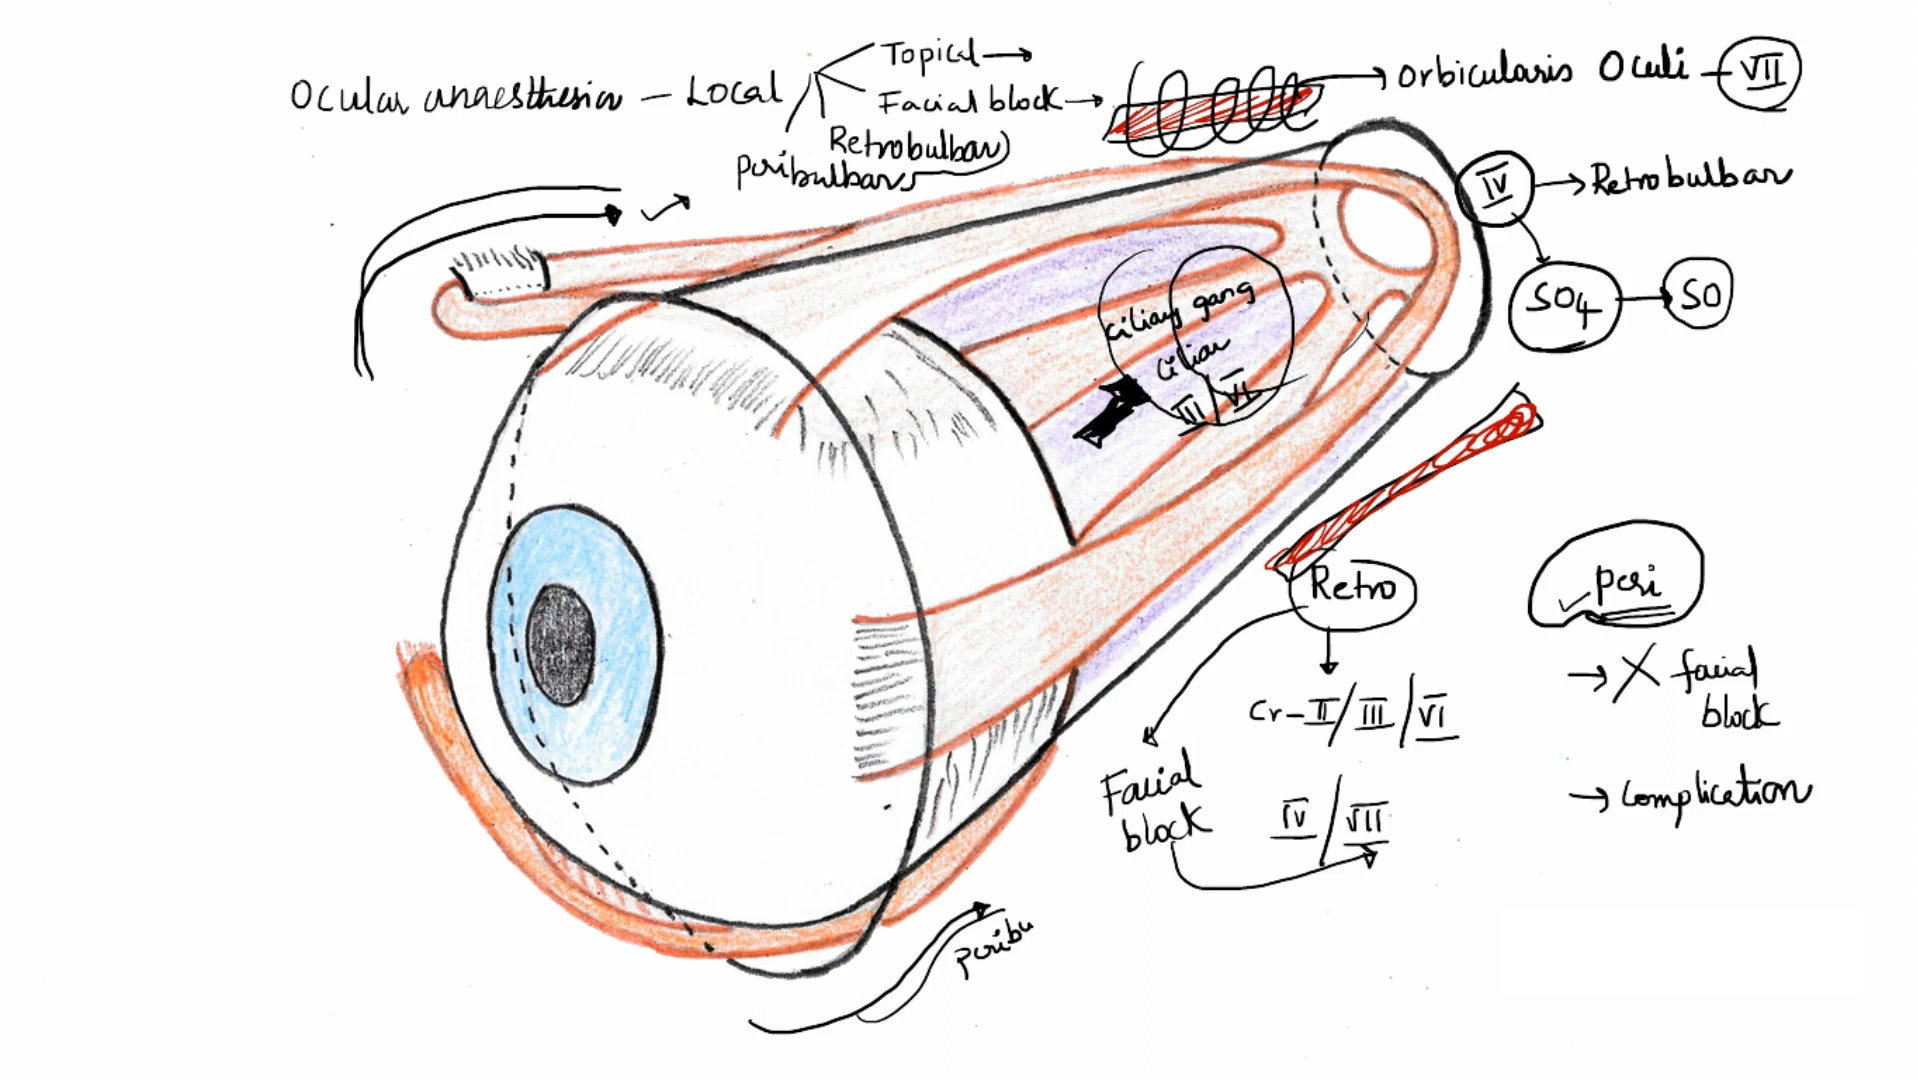 Ocular anaesthesia – Local
Topical →
Facial block →
Retrobulbar
Peribulbar
→ Orbicularis Oculi – VII
IV → Retrobulbar
SO4 → SO
ciliary gang
ciliar
III / VI
Retro
Cr – II / III / VI
IV / VII
Facial
block
✓ peri
→ X facial
block
→ Complication
peribu